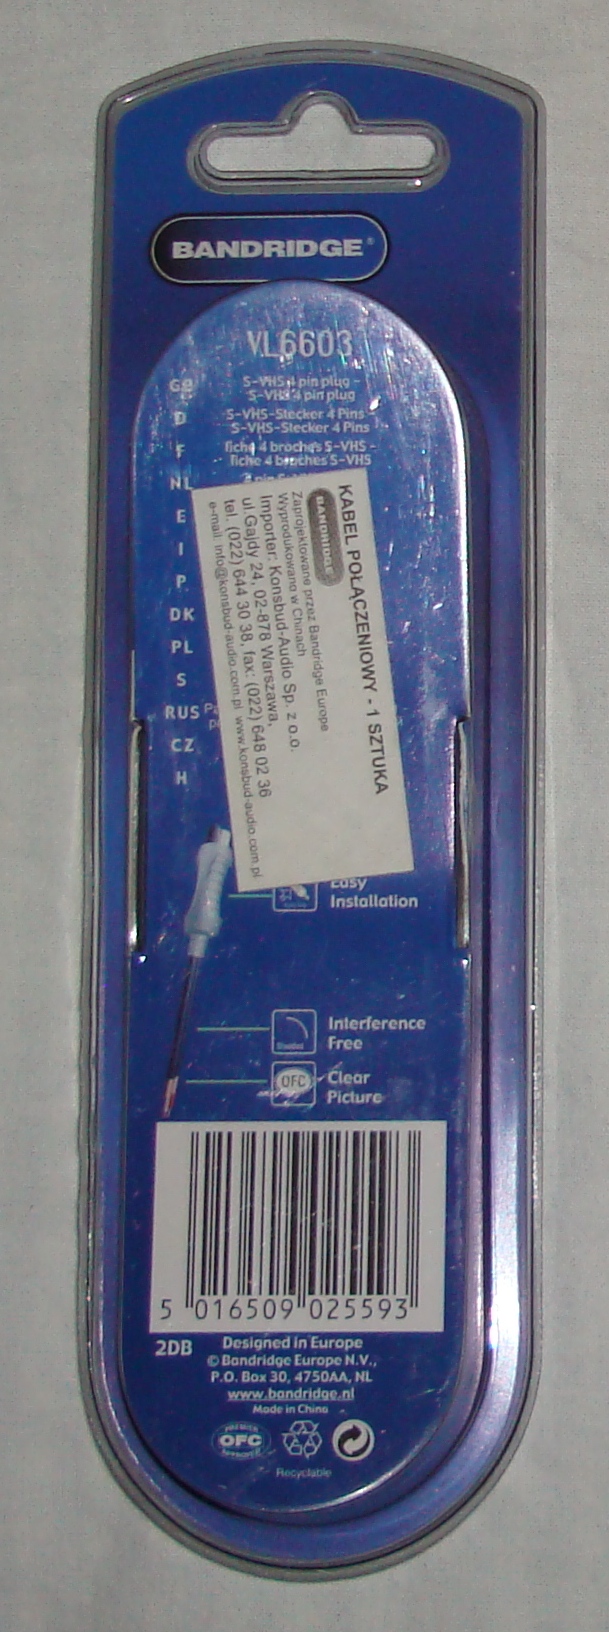 BANDRIDGE®
VL6603
GB
S-VHS 4 pin plug -
S-VHS 4 pin plug
D
S-VHS-Stecker 4 Pins -
S-VHS-Stecker 4 Pins
F
fiche 4 broches S-VHS -
fiche 4 broches S-VHS
NL
E
I
P
DK
PL
S
RUS
CZ
H
KABEL POŁĄCZENIOWY - 1 SZTUKA
BANDRIDGE
Zaprojektowane przez Bandridge Europe
Wyprodukowano w Chinach
Importer: Konsbud-Audio Sp. z o.o.
ul.Gajdy 24, 02-878 Warszawa,
tel. (022) 644 30 38, fax: (022) 648 02 36
e-mail: info@konsbud-audio.com.pl www.konsbud-audio.com.pl
Easy
Installation
Interference
Free
Shielded
OFC
Clear
Picture
5 016509 025593
2DB
Designed in Europe
© Bandridge Europe N.V.,
P.O. Box 30, 4750AA, NL
www.bandridge.nl
Made in China
PREMIER
OFC
APPROVED
Recyclable